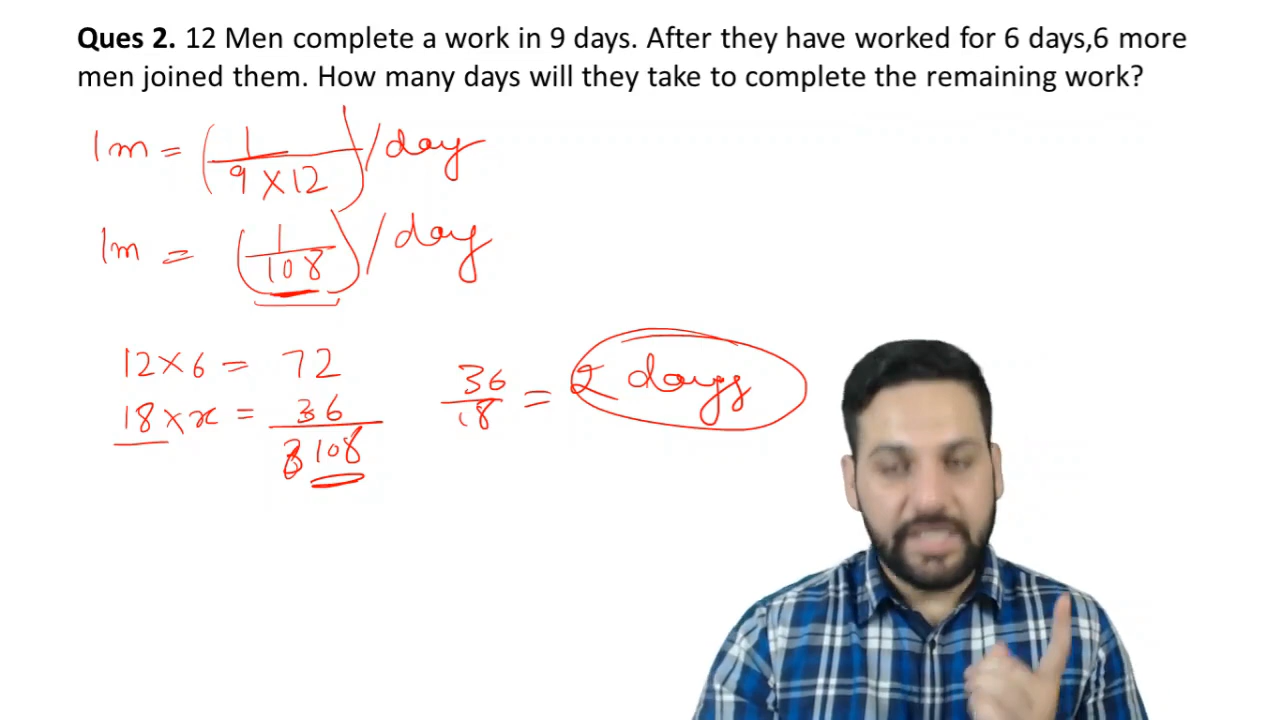 Ques 2. 12 Men complete a work in 9 days. After they have worked for 6 days,6 more
men joined them. How many days will they take to complete the remaining work?
1m = (1/(9×12))/day
1m = (1/108)/day
12×6 = 72
18×x = 36
108
36/18 = 2 days